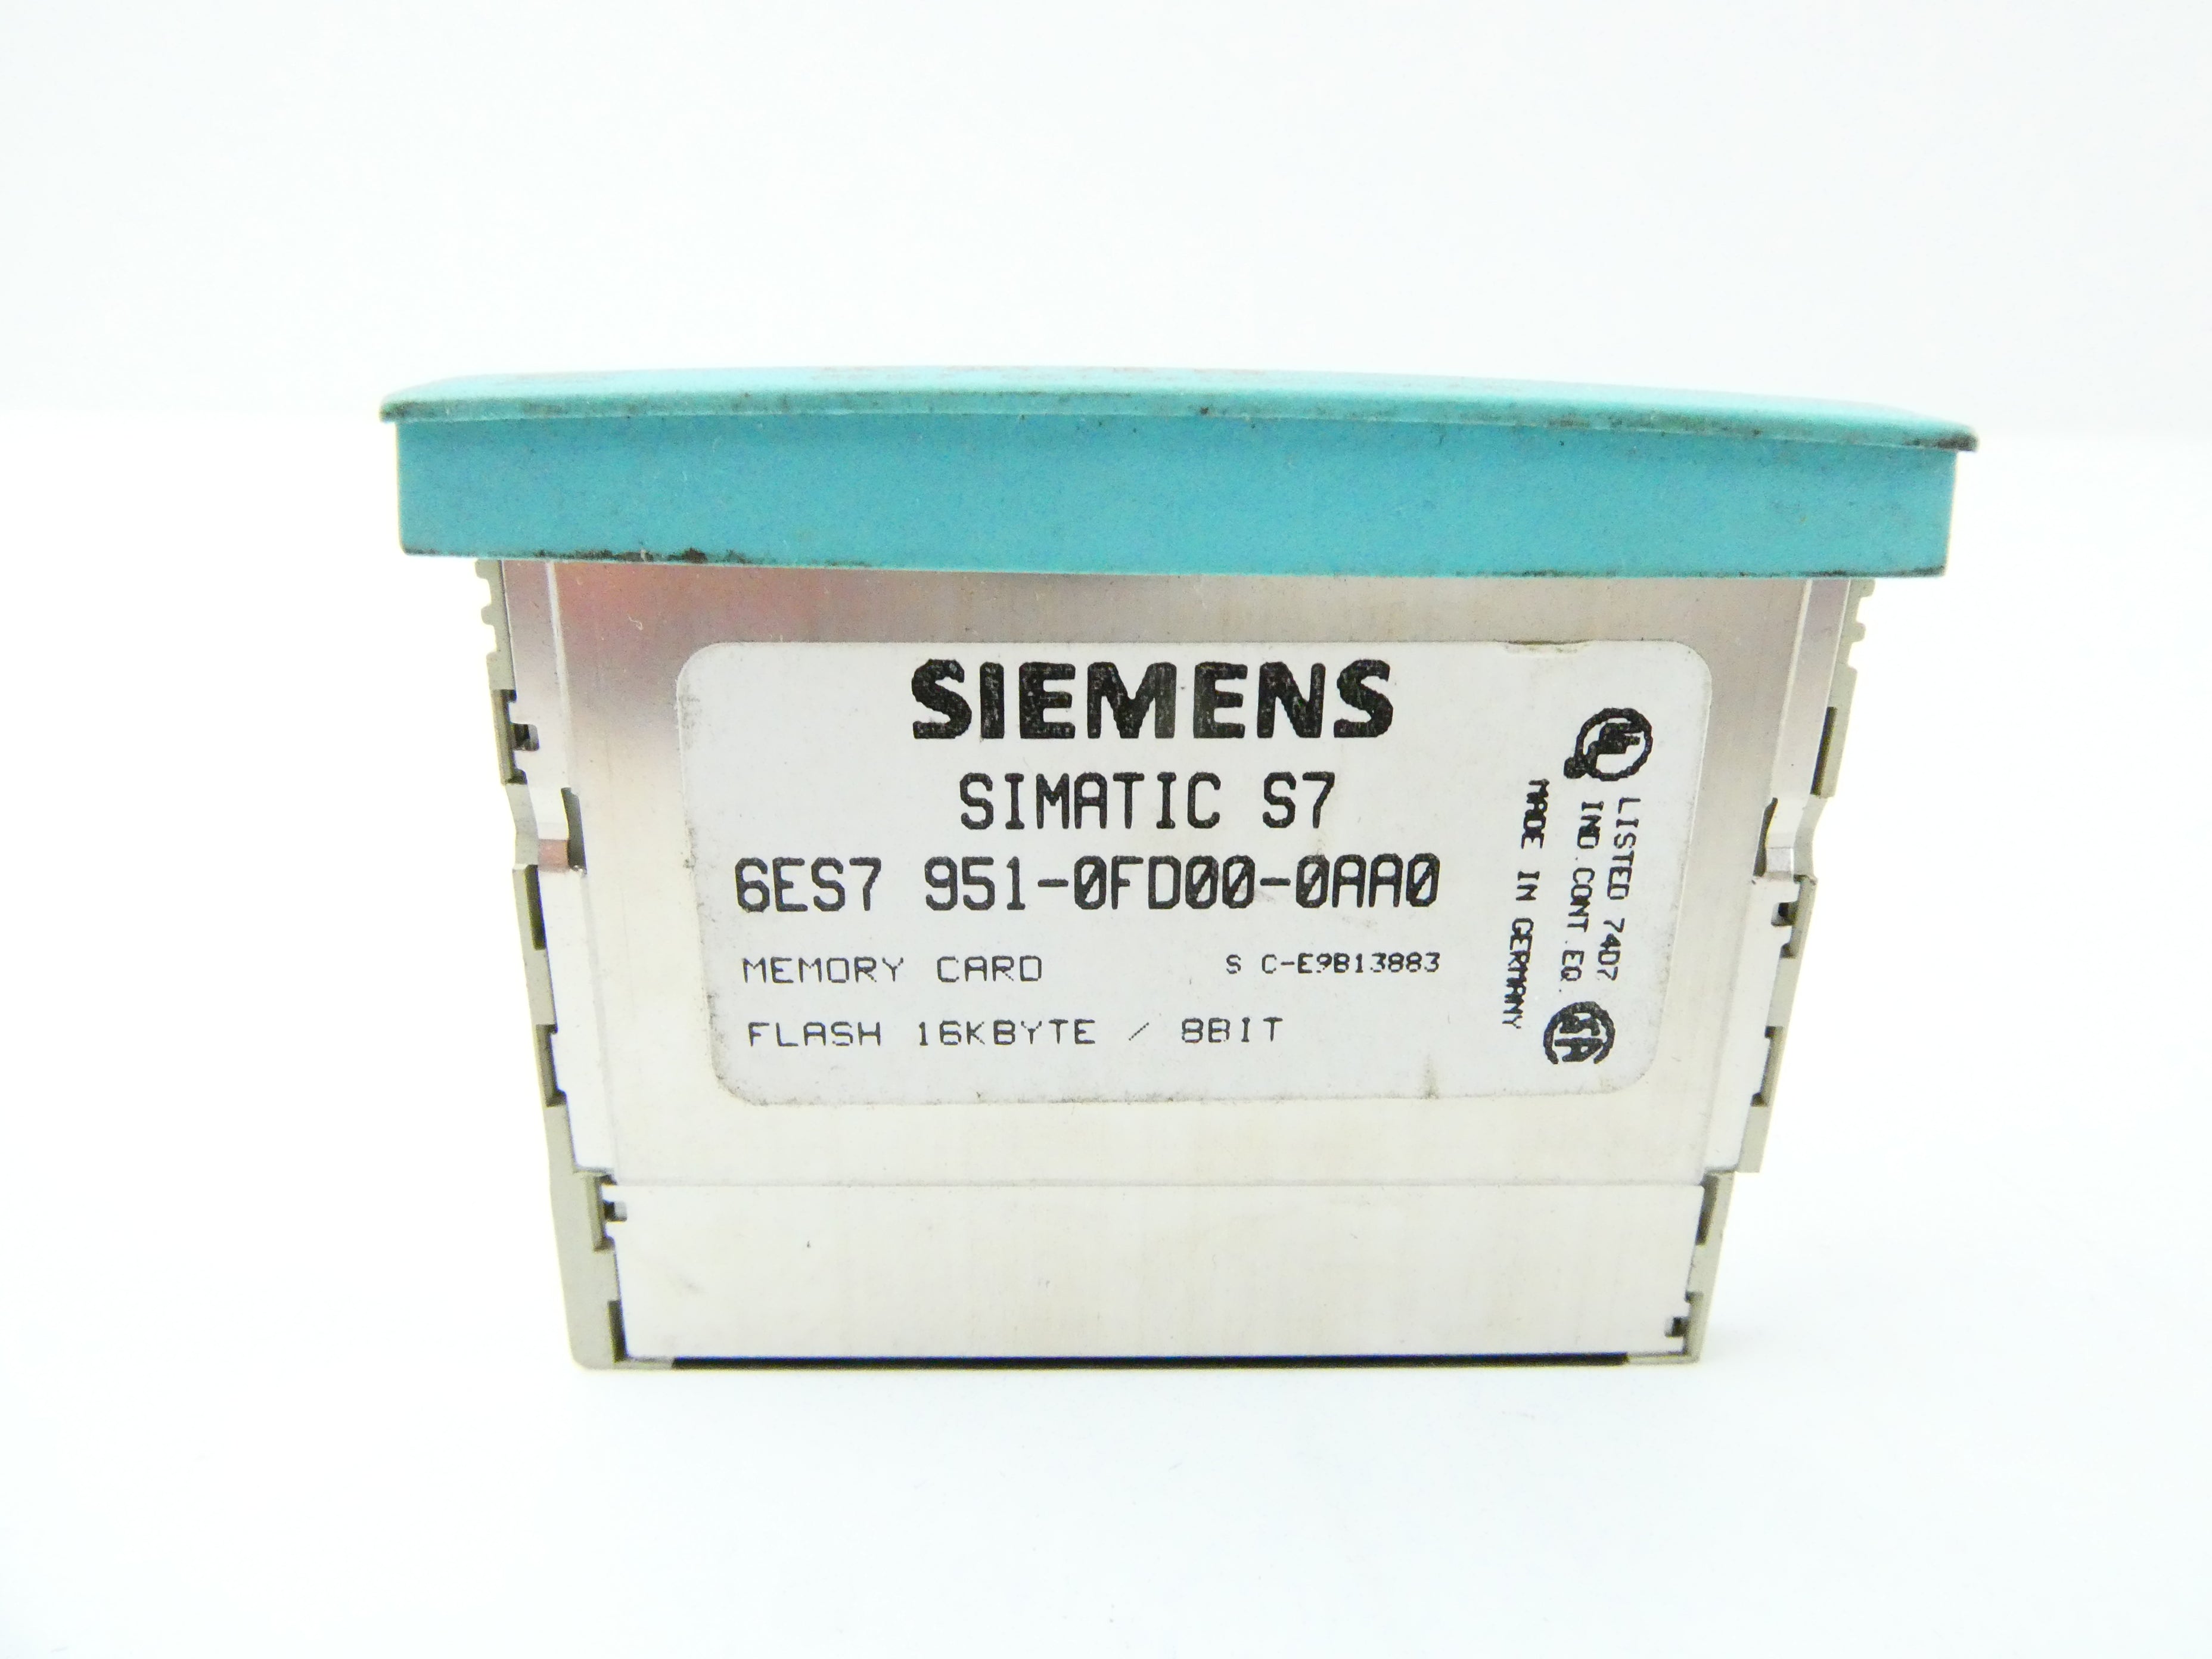 SIEMENS
SIMATIC S7
6ES7 951-0FD00-0AA0
MEMORY CARD S C-E9B13883
FLASH 16KBYTE / 8BIT
LISTED 74D7
IND.CONT.EQ.
MADE IN GERMANY